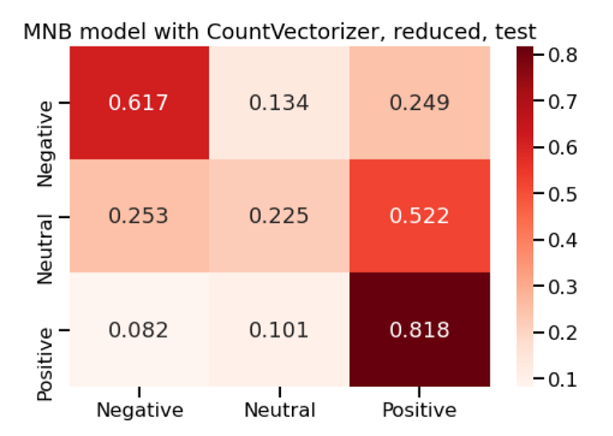 MNB model with CountVectorizer, reduced, test
Negative 0.617 0.134 0.249
Neutral 0.253 0.225 0.522
Positive 0.082 0.101 0.818
Negative Neutral Positive
0.8
0.7
0.6
0.5
0.4
0.3
0.2
0.1